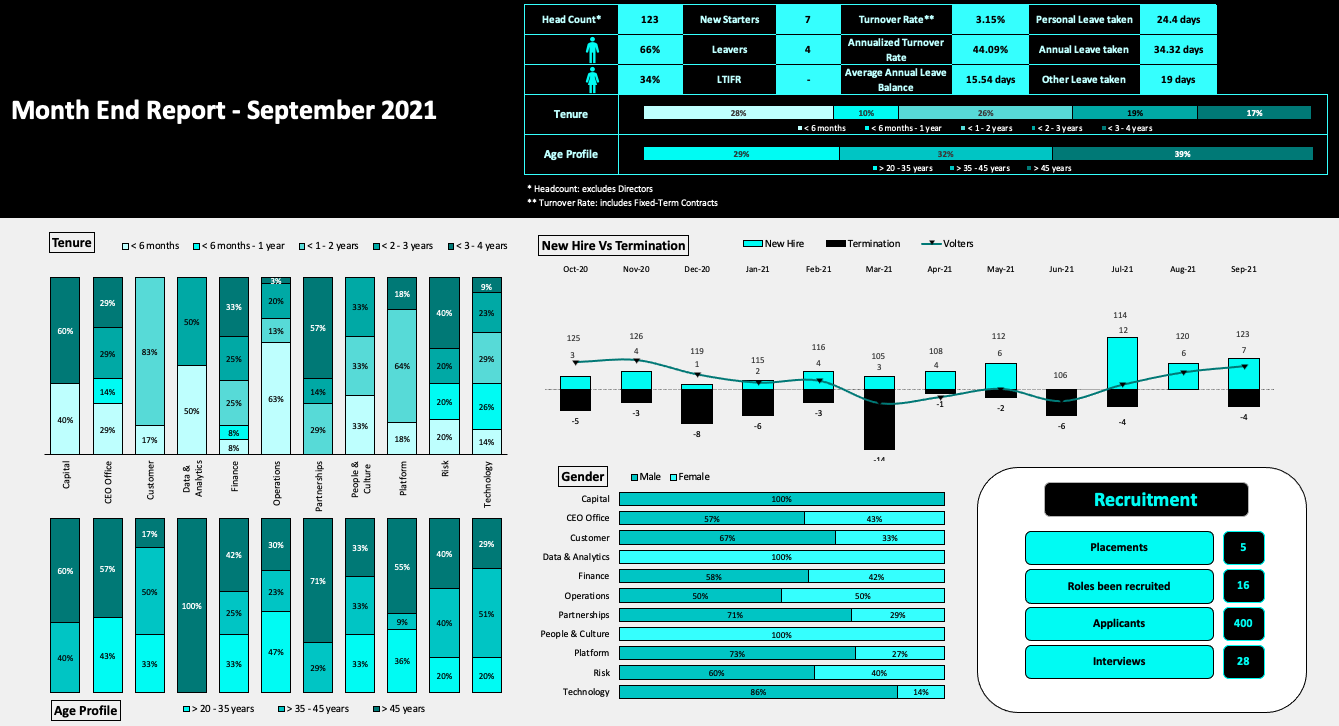 Month End Report - September 2021
Head Count* 123 New Starters 7 Turnover Rate** 3.15% Personal Leave taken 24.4 days
66% Leavers 4 Annualized Turnover Rate 44.09% Annual Leave taken 34.32 days
34% LTIFR - Average Annual Leave Balance 15.54 days Other Leave taken 19 days
Tenure 28% 10% 26% 19% 17%
< 6 months < 6 months - 1 year < 1 - 2 years < 2 - 3 years < 3 - 4 years
Age Profile 29% 32% 39%
> 20 - 35 years > 35 - 45 years > 45 years
* Headcount: excludes Directors
** Turnover Rate: includes Fixed-Term Contracts
Tenure
< 6 months < 6 months - 1 year < 1 - 2 years < 2 - 3 years < 3 - 4 years
60% 40%
29% 29% 14% 29%
83% 17%
50% 50%
33% 25% 25% 8% 8%
3% 20% 13% 63%
57% 14% 29%
33% 33% 33%
18% 64% 18%
40% 20% 20% 20%
9% 23% 29% 26% 14%
Capital
CEO Office
Customer
Data & Analytics
Finance
Operations
Partnerships
People & Culture
Platform
Risk
Technology
60% 40%
57% 43%
17% 50% 33%
100%
42% 25% 33%
30% 23% 47%
71% 29%
33% 33% 33%
55% 9% 36%
40% 40% 20%
29% 51% 20%
Age Profile
> 20 - 35 years > 35 - 45 years > 45 years
New Hire Vs Termination
New Hire Termination Volters
Oct-20 Nov-20 Dec-20 Jan-21 Feb-21 Mar-21 Apr-21 May-21 Jun-21 Jul-21 Aug-21 Sep-21
125 126 119 115 116 105 108 112 106 114 120 123
3 4 1 2 4 3 4 6 12 6 7
-5 -3 -8 -6 -3 -14 -1 -2 -6 -4 -4
Gender
Male Female
Capital 100%
CEO Office 57% 43%
Customer 67% 33%
Data & Analytics 100%
Finance 58% 42%
Operations 50% 50%
Partnerships 71% 29%
People & Culture 100%
Platform 73% 27%
Risk 60% 40%
Technology 86% 14%
Recruitment
Placements 5
Roles been recruited 16
Applicants 400
Interviews 28